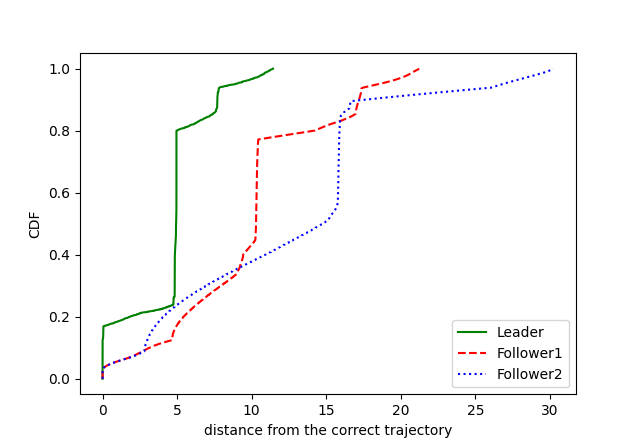 1.0
0.8
0.6
0.4
0.2
0.0
CDF
0 5 10 15 20 25 30
distance from the correct trajectory
Leader
Follower1
Follower2